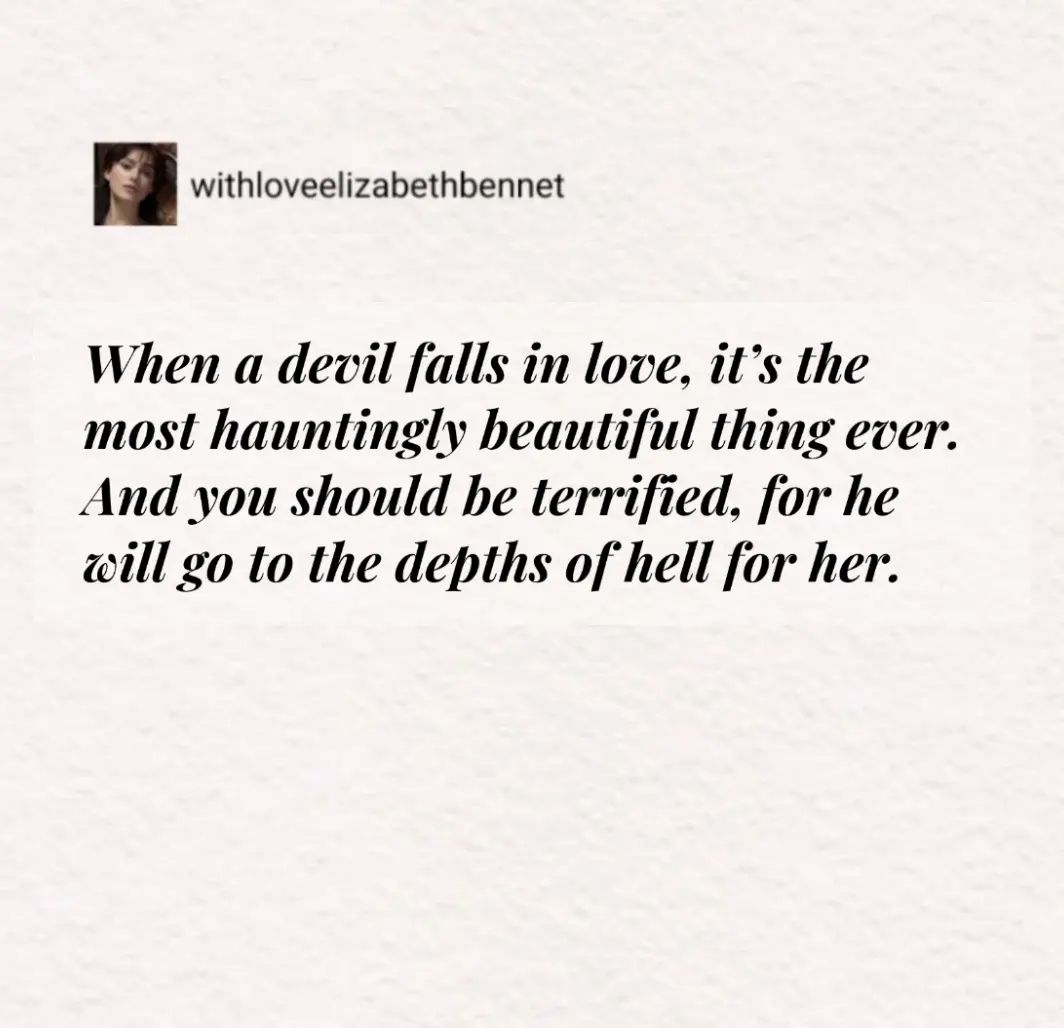 withloveelizabethbennet
When a devil falls in love, it’s the
most hauntingly beautiful thing ever.
And you should be terrified, for he
will go to the depths of hell for her.